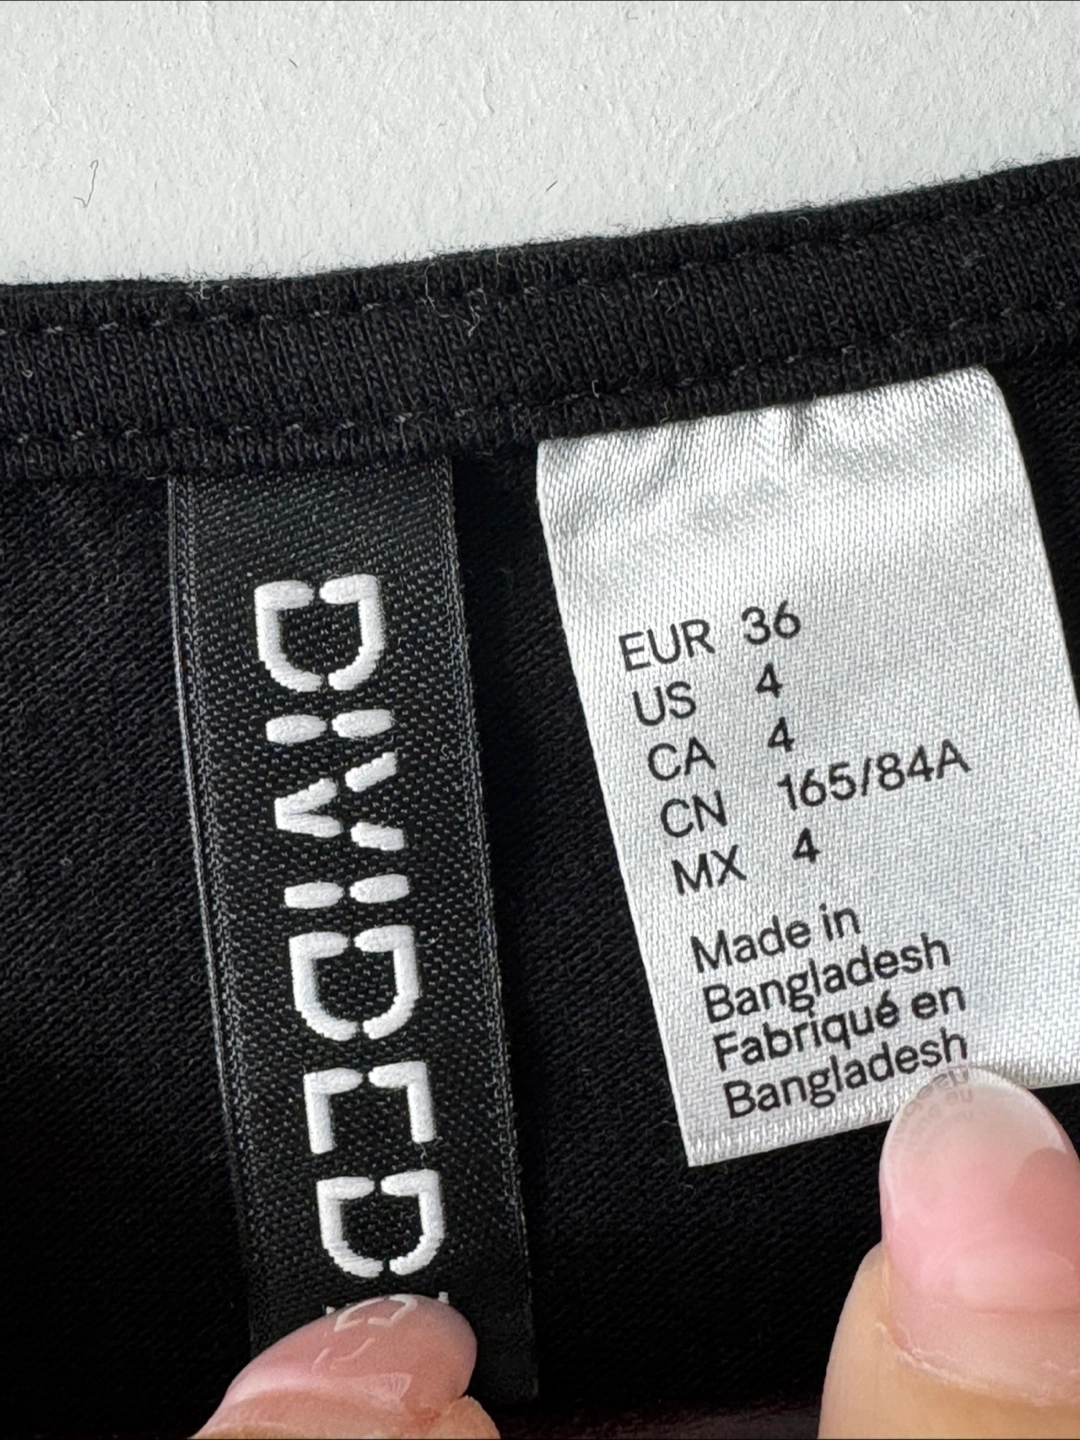 DIVIDED
EUR 36
US 4
CA 4
CN 165/84A
MX 4
Made in
Bangladesh
Fabriqué en
Bangladesh